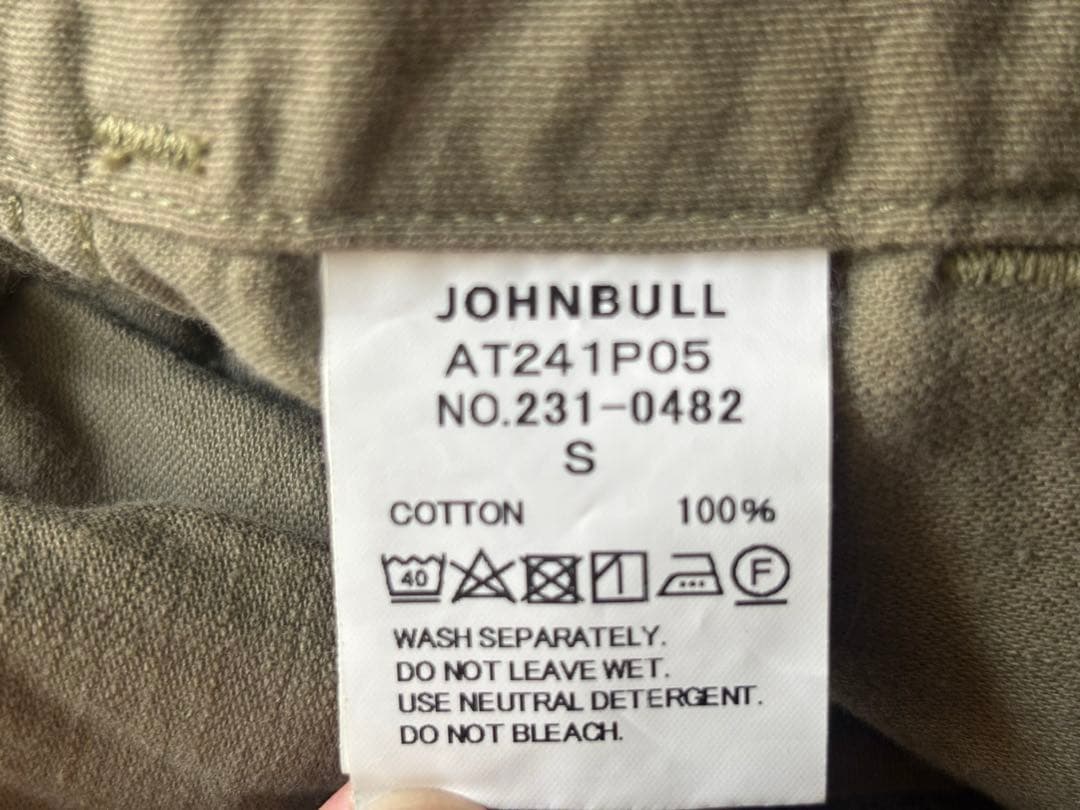 JOHNBULL
AT241P05
NO.231-0482
S
COTTON 100%
40 F
WASH SEPARATELY.
DO NOT LEAVE WET.
USE NEUTRAL DETERGENT.
DO NOT BLEACH.